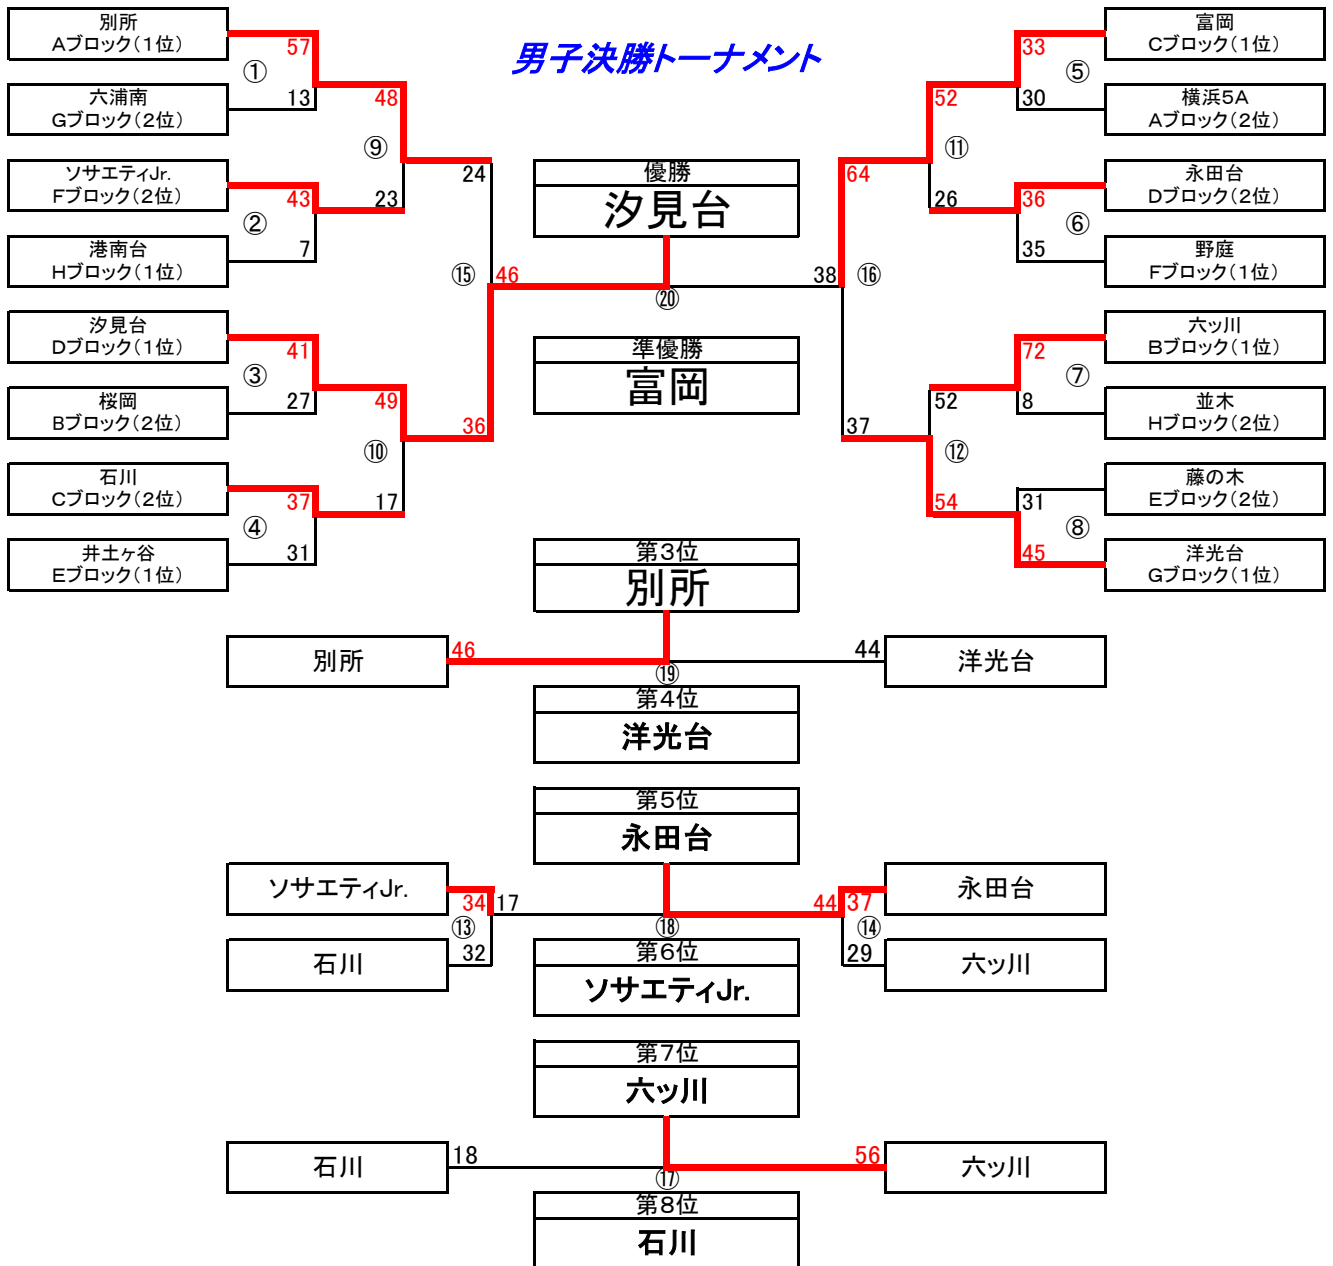 男子決勝トーナメント
別所
Aブロック(1位)
57
①
六浦南
Gブロック(2位)
13
48
⑨
ソサエティJr.
Fブロック(2位)
43
23
②
港南台
Hブロック(1位)
7
24
⑮
46
汐見台
Dブロック(1位)
41
③
桜岡
Bブロック(2位)
27
49
36
⑩
石川
Cブロック(2位)
37
17
④
井土ヶ谷
Eブロック(1位)
31
優勝
汐見台
⑳
準優勝
富岡
富岡
Cブロック(1位)
33
⑤
横浜5A
Aブロック(2位)
30
52
⑪
64
永田台
Dブロック(2位)
36
26
⑥
野庭
Fブロック(1位)
35
38
⑯
六ッ川
Bブロック(1位)
72
⑦
並木
Hブロック(2位)
8
52
37
⑫
藤の木
Eブロック(2位)
31
54
⑧
洋光台
Gブロック(1位)
45
第3位
別所
別所
46
⑲
44
洋光台
第4位
洋光台
第5位
永田台
ソサエティJr.
34
17
⑬
石川
32
⑱
44
37
永田台
⑭
29
六ッ川
第6位
ソサエティJr.
第7位
六ッ川
石川
18
⑰
56
六ッ川
第8位
石川